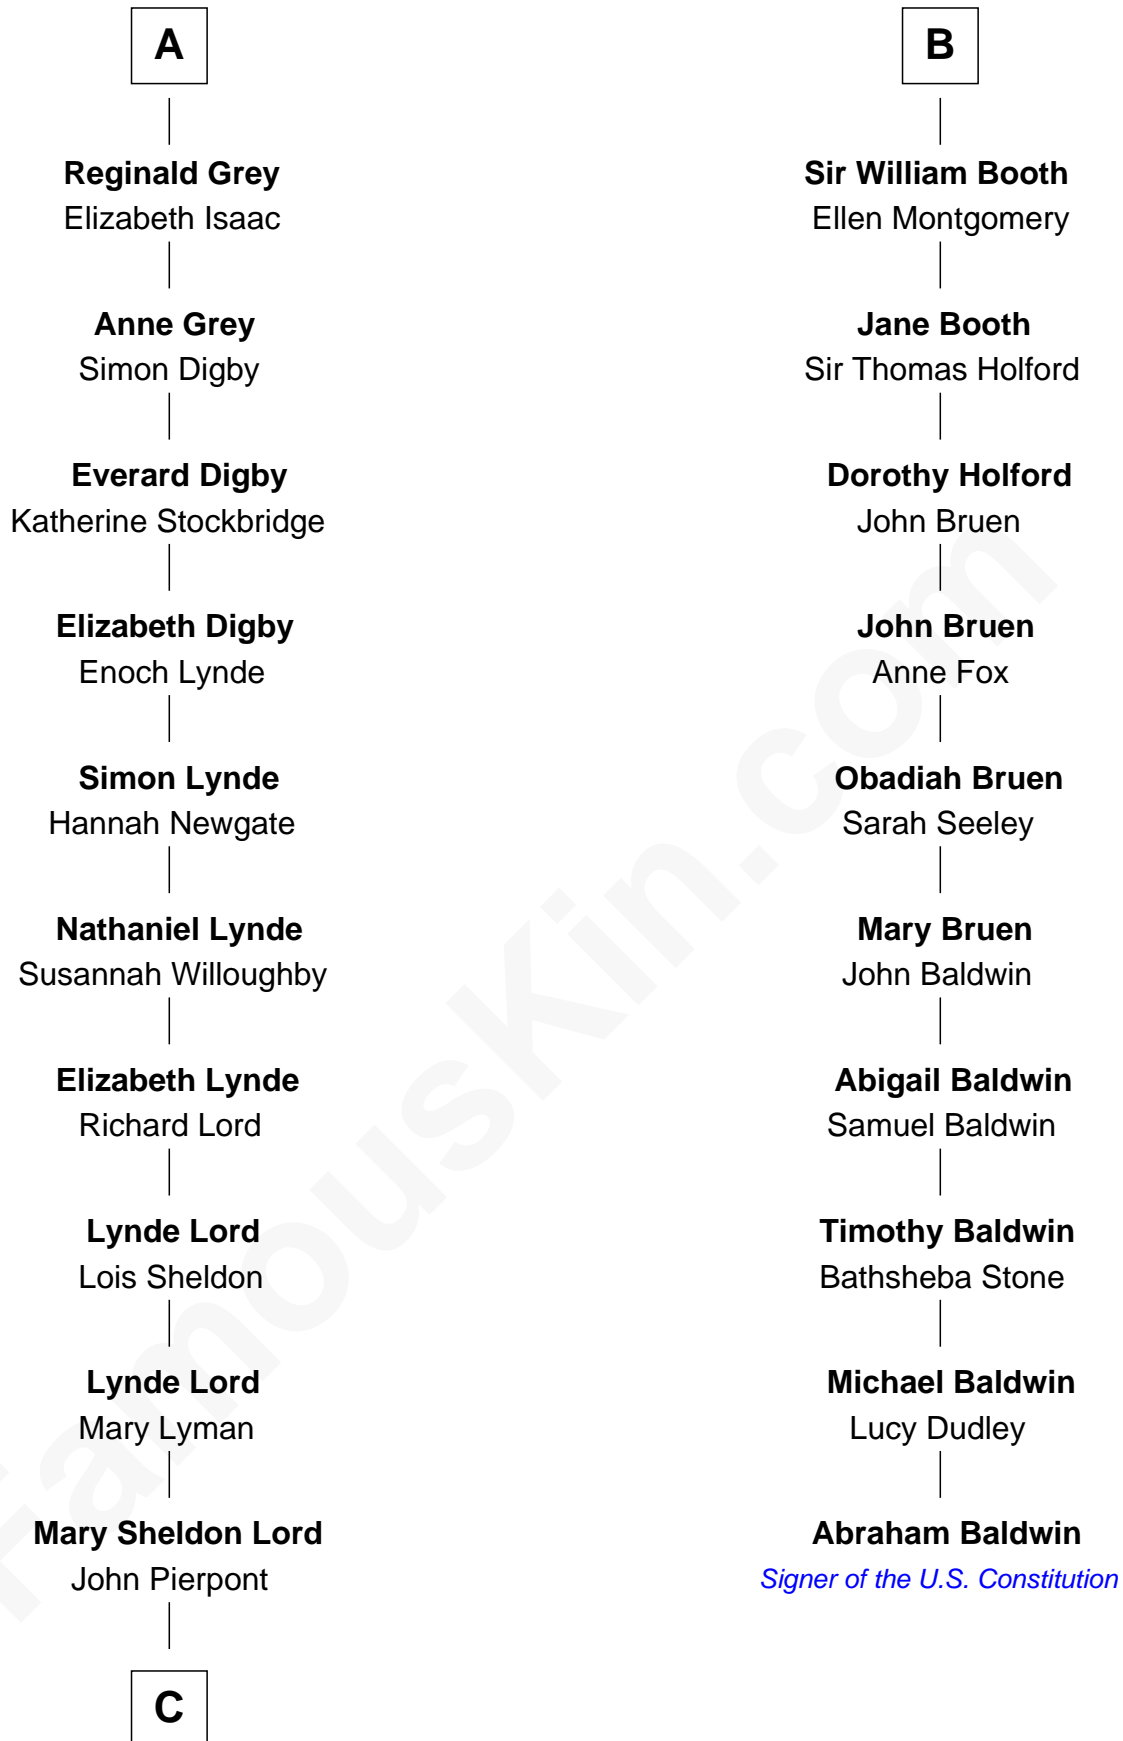 A
Reginald Grey
Elizabeth Isaac
Anne Grey
Simon Digby
Everard Digby
Katherine Stockbridge
Elizabeth Digby
Enoch Lynde
Simon Lynde
Hannah Newgate
Nathaniel Lynde
Susannah Willoughby
Elizabeth Lynde
Richard Lord
Lynde Lord
Lois Sheldon
Lynde Lord
Mary Lyman
Mary Sheldon Lord
John Pierpont
C
B
Sir William Booth
Ellen Montgomery
Jane Booth
Sir Thomas Holford
Dorothy Holford
John Bruen
John Bruen
Anne Fox
Obadiah Bruen
Sarah Seeley
Mary Bruen
John Baldwin
Abigail Baldwin
Samuel Baldwin
Timothy Baldwin
Bathsheba Stone
Michael Baldwin
Lucy Dudley
Abraham Baldwin
Signer of the U.S. Constitution
FamousKin.com